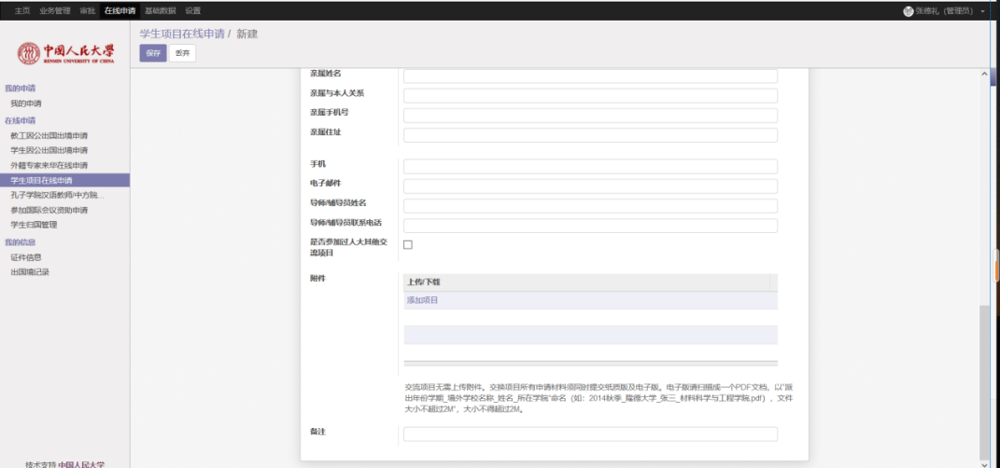 主页 业务管理 审批 在线申请 基础数据 设置
张德礼 (管理员)
中国人民大学
RENMIN UNIVERSITY OF CHINA
学生项目在线申请 / 新建
保存 丢弃
我的申请
我的申请
在线申请
教工因公出国出境申请
学生因公出国出境申请
外籍专家来华在线申请
学生项目在线申请
孔子学院汉语教师/中方院...
参加国际会议资助申请
学生归国管理
我的信息
证件信息
出国境记录
技术支持 中国人民大学
亲属姓名
亲属与本人关系
亲属手机号
亲属住址
手机
电子邮件
导师/辅导员姓名
导师/辅导员联系电话
是否参加过人大其他交
流项目
附件
上传/下载
添加项目
交流项目无需上传附件。交换项目所有申请材料须同时提交纸质版及电子版。电子版请扫描成一个PDF文档，以"派
出年份学期_境外学校名称_姓名_所在学院"命名（如：2014秋季_隆德大学_张三_材料科学与工程学院.pdf），文件
大小不超过2M"，大小不得超过2M。
备注